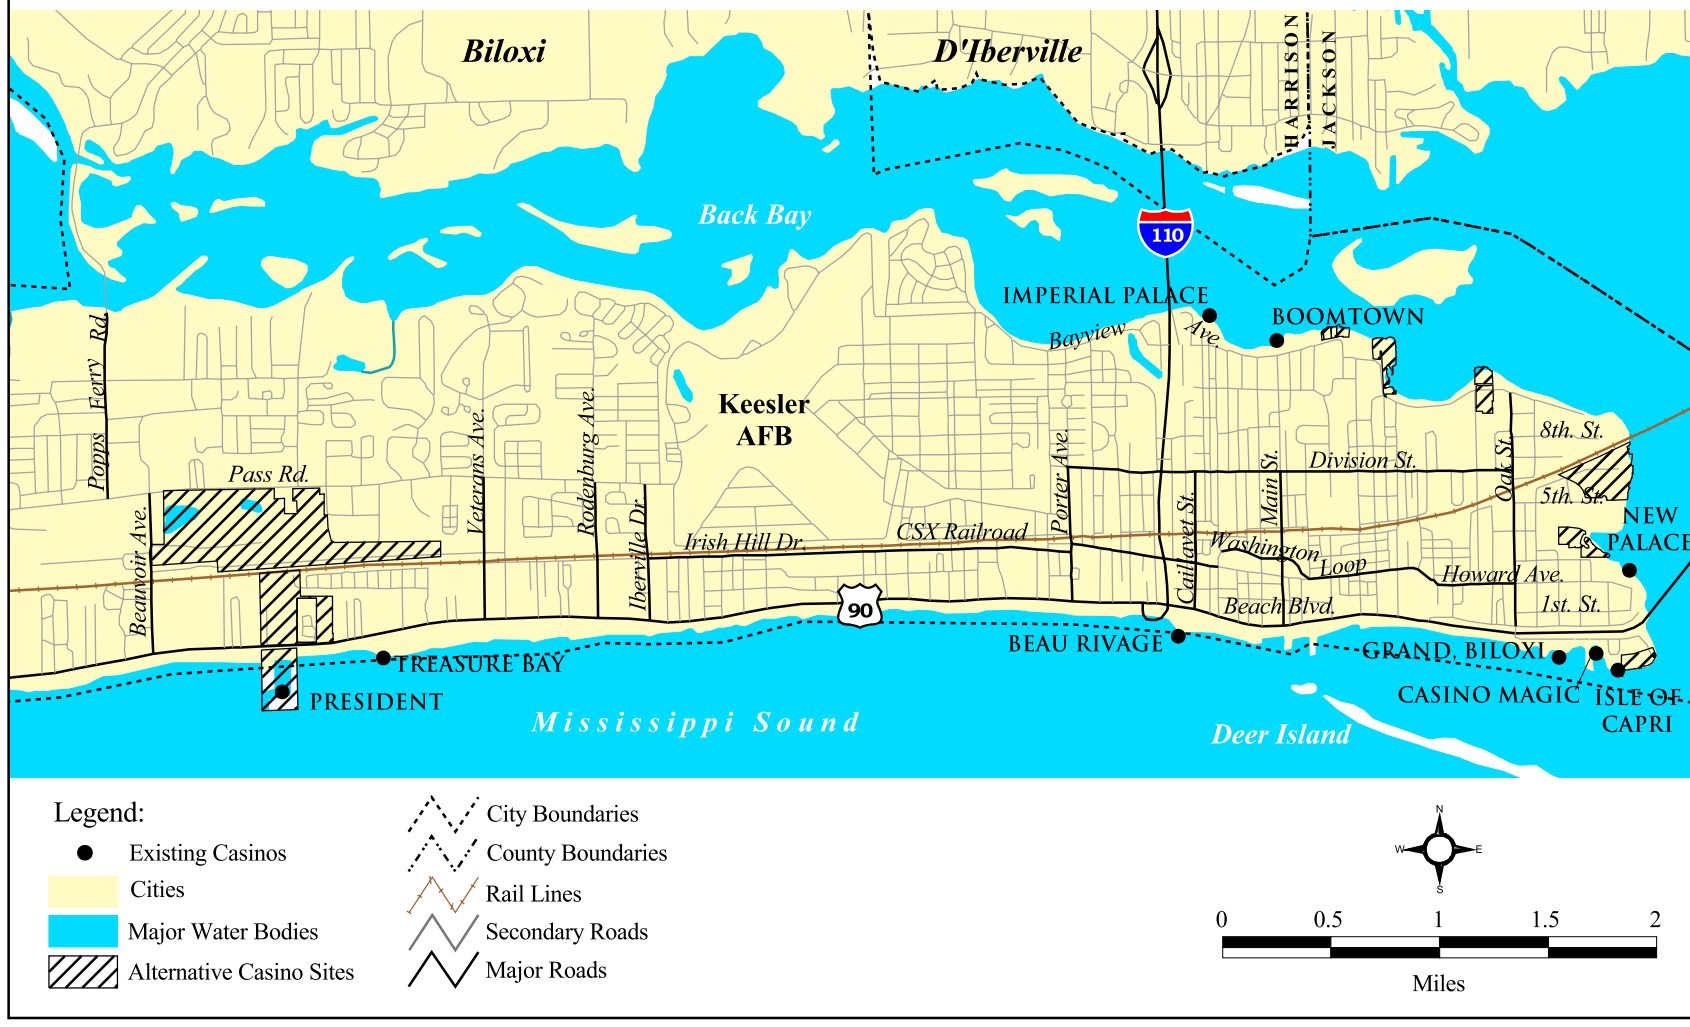 Biloxi
D'Iberville
HARRISON
JACKSON
Back Bay
110
IMPERIAL PALACE
BOOMTOWN
Bayview Ave.
Popps Ferry Rd.
Keesler
AFB
Pass Rd.
Beauvoir Ave.
Veterans Ave.
Rodenburg Ave.
Iberville Dr.
Irish Hill Dr.
CSX Railroad
Porter Ave.
Caillavet St.
Main St.
Division St.
Oak St.
8th. St.
5th. St.
NEW
PALACE
Washington
Loop
Howard Ave.
1st. St.
Beach Blvd.
90
BEAU RIVAGE
GRAND, BILOXI
CASINO MAGIC
ISLE OF
CAPRI
TREASURE BAY
PRESIDENT
Mississippi Sound
Deer Island
Legend:
Existing Casinos
Cities
Major Water Bodies
Alternative Casino Sites
City Boundaries
County Boundaries
Rail Lines
Secondary Roads
Major Roads
N
W E
S
0 0.5 1 1.5 2
Miles